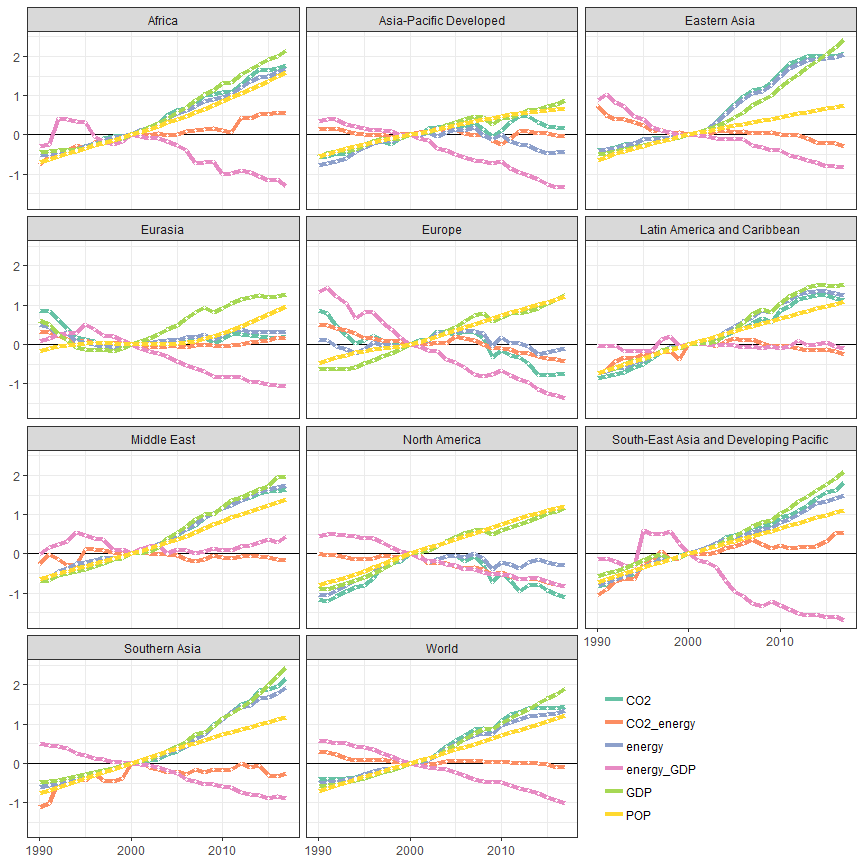 Africa
Asia-Pacific Developed
Eastern Asia
2
1
0
-1
Eurasia
Europe
Latin America and Caribbean
2
1
0
-1
Middle East
North America
South-East Asia and Developing Pacific
2
1
0
-1
1990 2000 2010
Southern Asia
World
2
1
0
-1
1990 2000 2010
1990 2000 2010
CO2
CO2_energy
energy
energy_GDP
GDP
POP